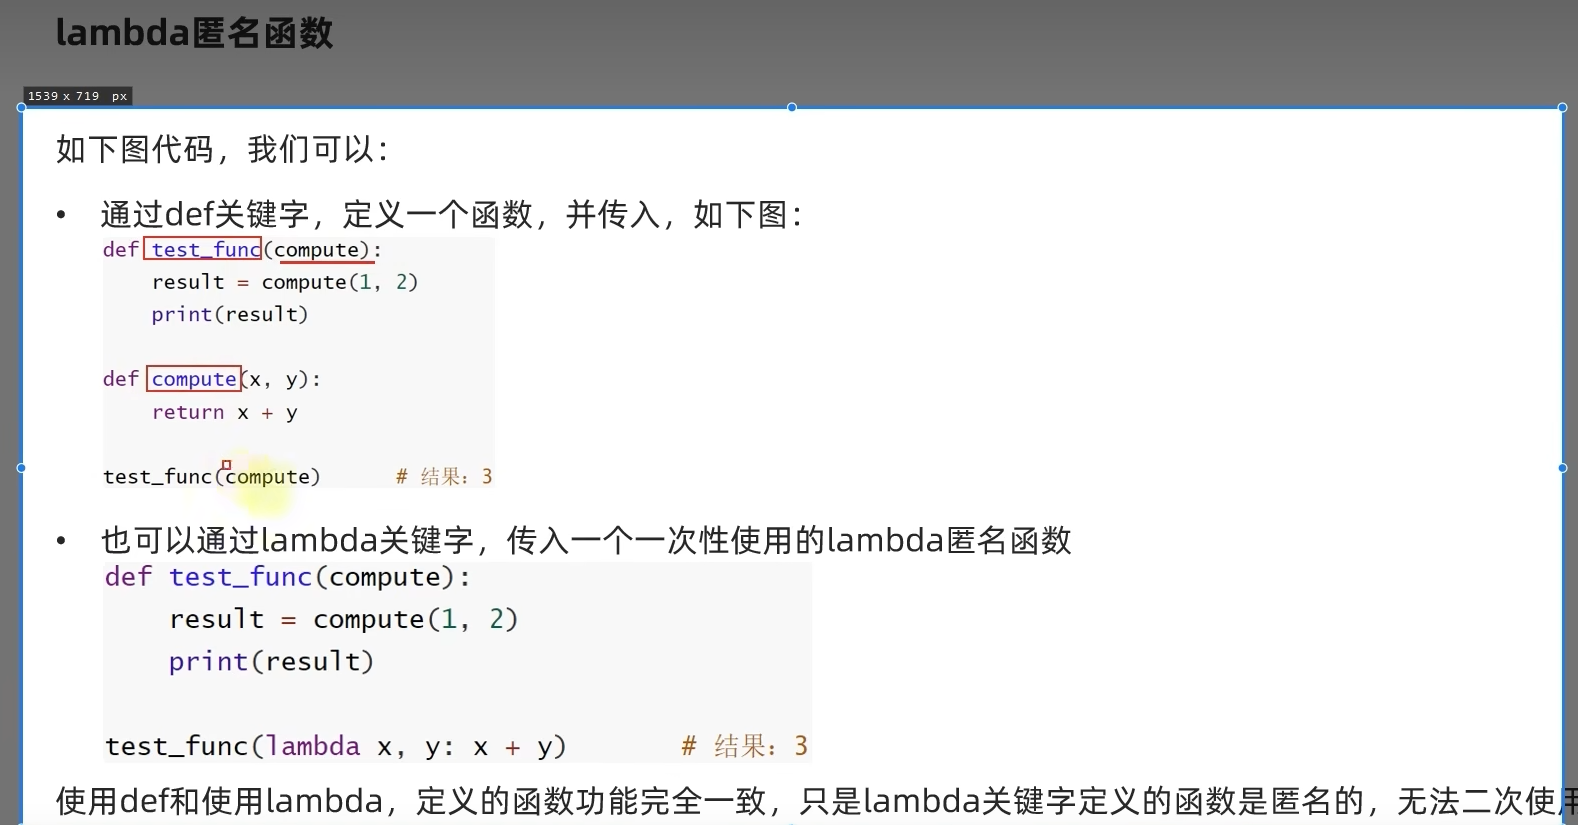 lambda匿名函数
1539 x 719 px
如下图代码，我们可以：
• 通过def关键字，定义一个函数，并传入，如下图：
def test_func(compute):
    result = compute(1, 2)
    print(result)
def compute(x, y):
    return x + y
test_func(compute)      # 结果：3
• 也可以通过lambda关键字，传入一个一次性使用的lambda匿名函数
def test_func(compute):
    result = compute(1, 2)
    print(result)
test_func(lambda x, y: x + y)       # 结果：3
使用def和使用lambda，定义的函数功能完全一致，只是lambda关键字定义的函数是匿名的，无法二次使用